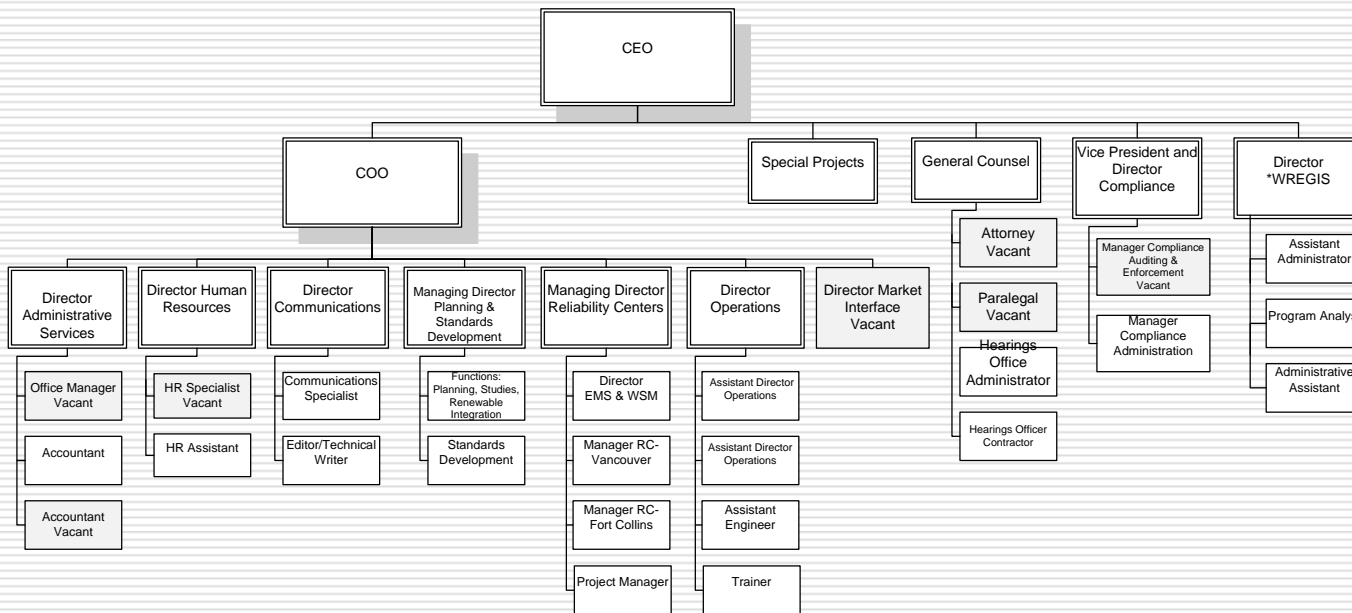 CEO
COO
Special Projects
General Counsel
Vice President and
Director
Compliance
Director
*WREGIS
Attorney
Vacant
Paralegal
Vacant
Hearings
Office
Administrator
Hearings Officer
Contractor
Manager Compliance
Auditing &
Enforcement
Vacant
Manager
Compliance
Administration
Assistant
Administrator
Program Analys
Administrative
Assistant
Director
Administrative
Services
Director Human
Resources
Director
Communications
Managing Director
Planning &
Standards
Development
Managing Director
Reliability Centers
Director
Operations
Director Market
Interface
Vacant
Office Manager
Vacant
Accountant
Accountant
Vacant
HR Specialist
Vacant
HR Assistant
Communications
Specialist
Editor/Technical
Writer
Functions:
Planning, Studies,
Renewable
Integration
Standards
Development
Director
EMS & WSM
Manager RC-
Vancouver
Manager RC-
Fort Collins
Project Manager
Assistant Director
Operations
Assistant Director
Operations
Assistant
Engineer
Trainer